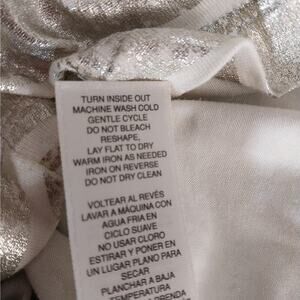 TURN INSIDE OUT
MACHINE WASH COLD
GENTLE CYCLE
DO NOT BLEACH
RESHAPE,
LAY FLAT TO DRY
WARM IRON AS NEEDED
IRON ON REVERSE
DO NOT DRY CLEAN
VOLTEAR AL REVÉS
LAVAR A MÁQUINA CON
AGUA FRIA EN
CICLO SUAVE
NO USAR CLORO
ESTIRAR Y PONER EN
UN LUGAR PLANO PARA
SECAR
PLANCHAR A BAJA
TEMPERATURA